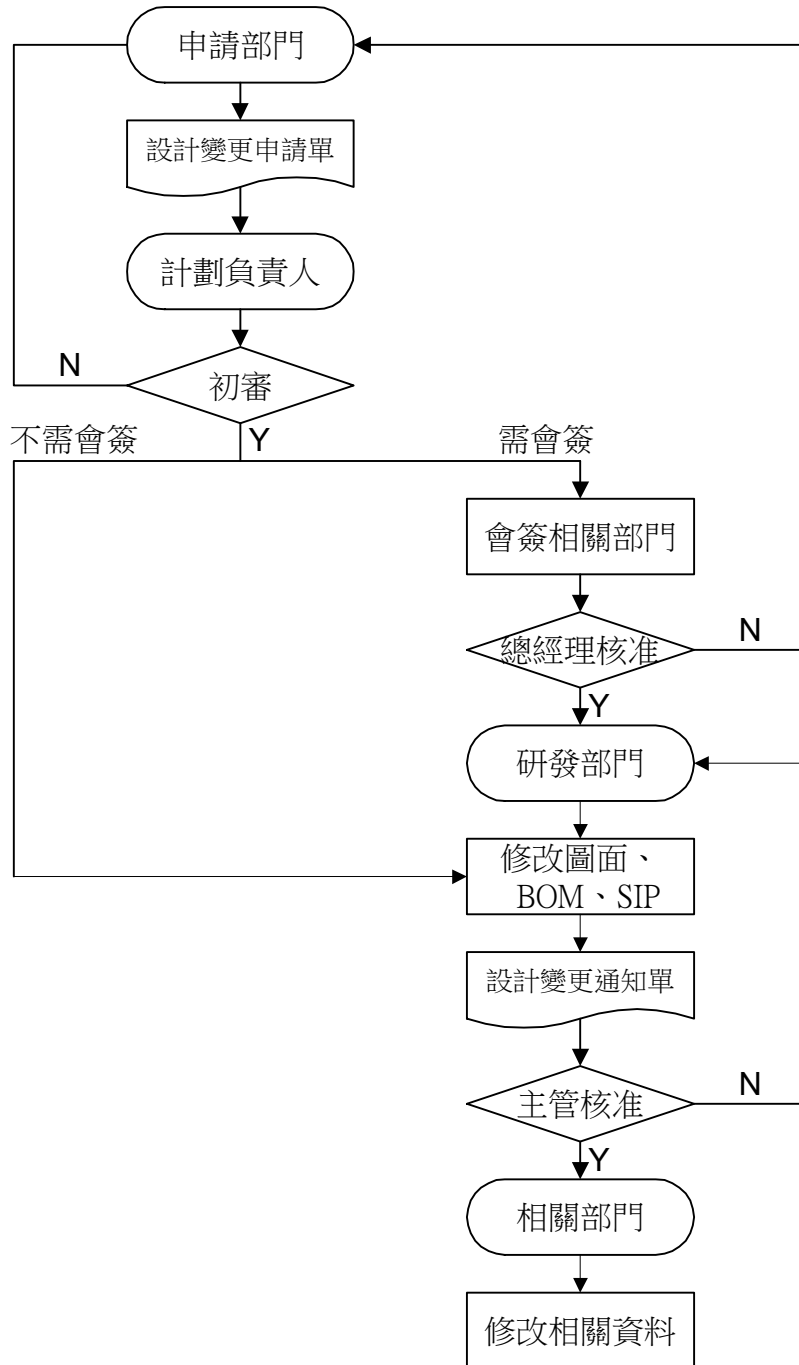 申請部門
設計變更申請單
計劃負責人
N
初審
不需會簽
Y
需會簽
會簽相關部門
總經理核准
N
Y
研發部門
修改圖面、
BOM、SIP
設計變更通知單
主管核准
N
Y
相關部門
修改相關資料